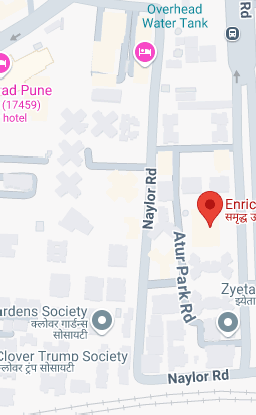 Overhead
Water Tank
Rd
ad Pune
(17459)
hotel
Naylor Rd
Enric
समृद्ध
Atur Park Rd
Zyeta
झ्येता
ardens Society
क्लोवर गार्डन्स
सोसायटी
Clover Trump Society
क्लोवर ट्रंप सोसायटी
Naylor Rd